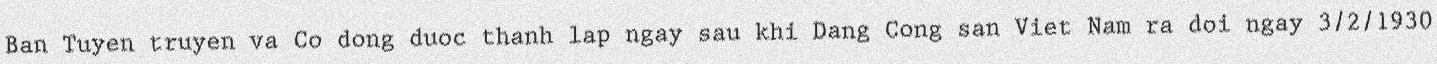 Ban Tuyen truyen va Co dong duoc thanh lap ngay sau khi Dang Cong san Viet Nam ra doi ngay 3/2/1930